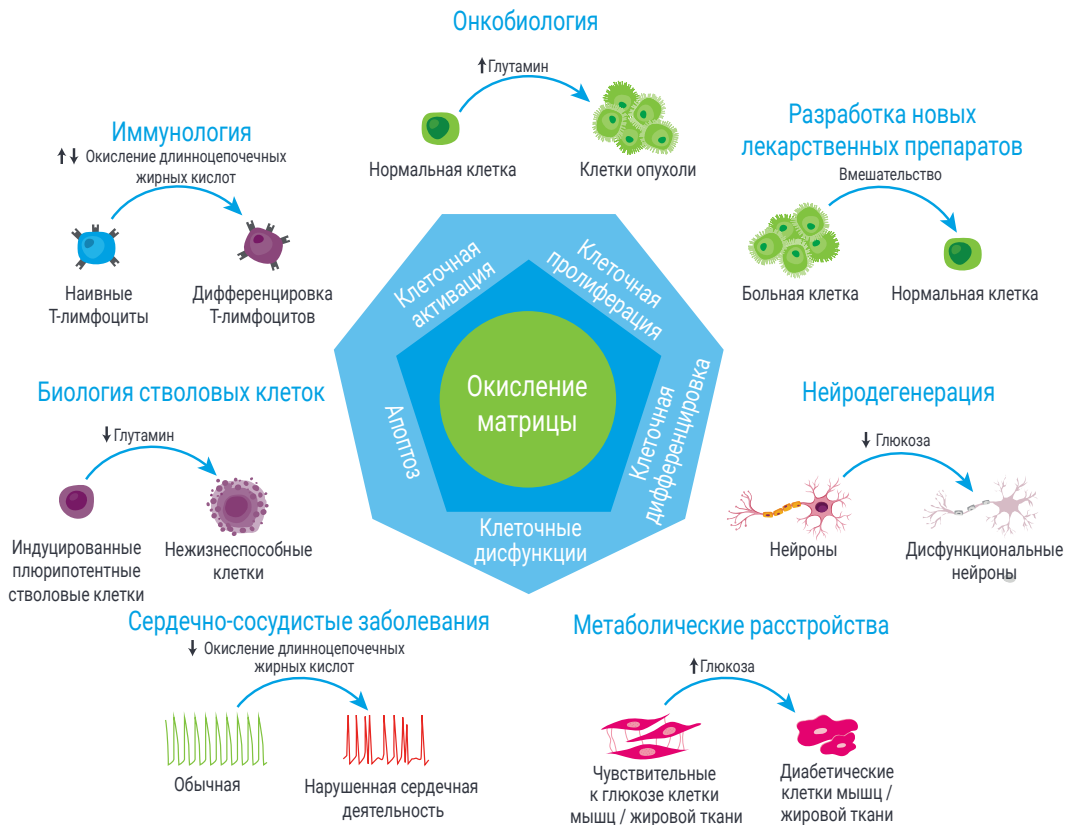 Онкобиология
↑Глутамин
Нормальная клетка
Клетки опухоли
Иммунология
↑↓ Окисление длинноцепочечных
жирных кислот
Наивные
Т-лимфоциты
Дифференцировка
Т-лимфоцитов
Разработка новых
лекарственных препаратов
Вмешательство
Больная клетка
Нормальная клетка
Клеточная
активация
Клеточная
пролиферация
Клеточная
дифференцировка
Апоптоз
Клеточные
дисфункции
Окисление
матрицы
Биология стволовых клеток
↓Глутамин
Индуцированные
плюрипотентные
стволовые клетки
Нежизнеспособные
клетки
Нейродегенерация
↓ Глюкоза
Нейроны
Дисфункциональные
нейроны
Сердечно-сосудистые заболевания
↓ Окисление длинноцепочечных
жирных кислот
Обычная
Нарушенная сердечная
деятельность
Метаболические расстройства
↑Глюкоза
Чувствительные
к глюкозе клетки
мышц / жировой ткани
Диабетические
клетки мышц /
жировой ткани